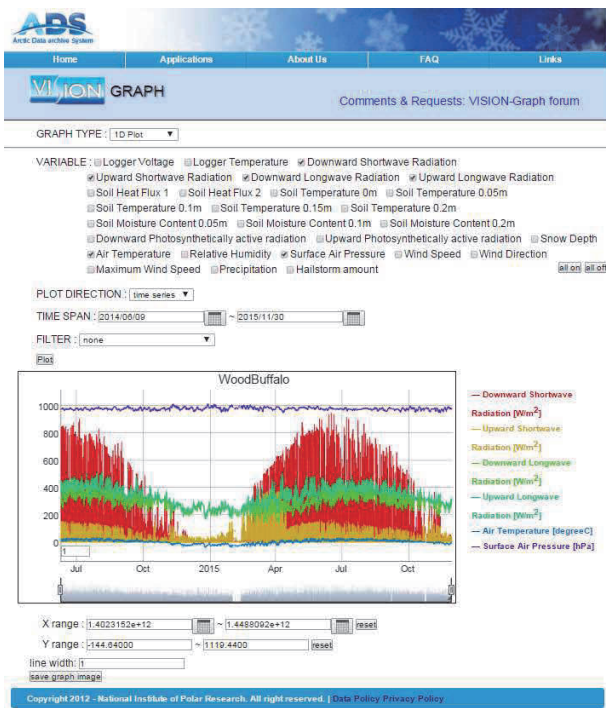 ADS
Arctic Data archive System
Home Applications About Us FAQ Links
VISION GRAPH
Comments & Requests: VISION-Graph forum
GRAPH TYPE : 1D Plot
VARIABLE : Logger Voltage Logger Temperature Downward Shortwave Radiation
Upward Shortwave Radiation Downward Longwave Radiation Upward Longwave Radiation
Soil Heat Flux 1 Soil Heat Flux 2 Soil Temperature 0m Soil Temperature 0.05m
Soil Temperature 0.1m Soil Temperature 0.15m Soil Temperature 0.2m
Soil Moisture Content 0.05m Soil Moisture Content 0.1m Soil Moisture Content 0.2m
Downward Photosynthetically active radiation Upward Photosynthetically active radiation Snow Depth
Air Temperature Relative Humidity Surface Air Pressure Wind Speed Wind Direction
Maximum Wind Speed Precipitation Hailstorm amount all on all off
PLOT DIRECTION : time series
TIME SPAN : 2014/06/09 ~ 2015/11/30
FILTER : none
Plot
WoodBuffalo
1000
800
600
400
200
0
1
Jul Oct 2015 Apr Jul Oct
— Downward Shortwave
Radiation [W/m2]
— Upward Shortwave
Radiation [W/m2]
— Downward Longwave
Radiation [W/m2]
— Upward Longwave
Radiation [W/m2]
— Air Temperature [degreeC]
— Surface Air Pressure [hPa]
X range : 1.4023152e+12 ~ 1.4488092e+12 reset
Y range : -144.64000 ~ 1119.4400 reset
line width: 1
save graph image
Copyright 2012 - National Institute of Polar Research. All right reserved. | Data Policy Privacy Policy